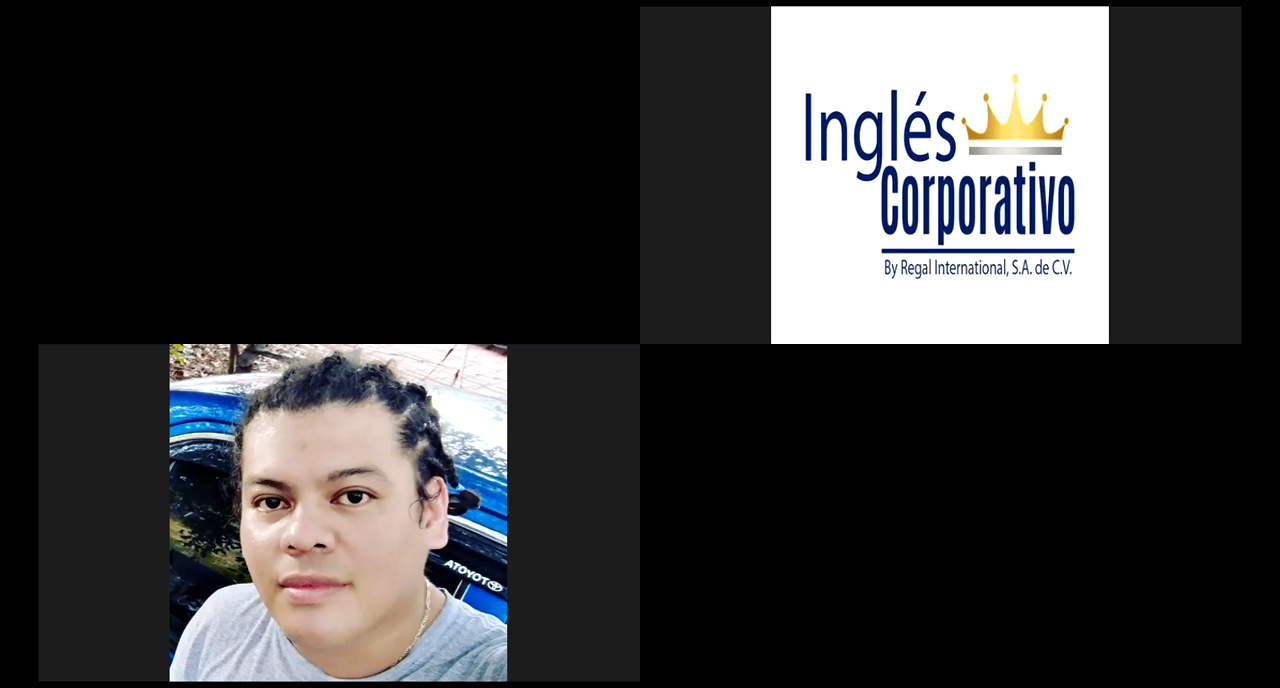 Inglés
Corporativo
By Regal International, S.A. de C.V.
TOYOTA